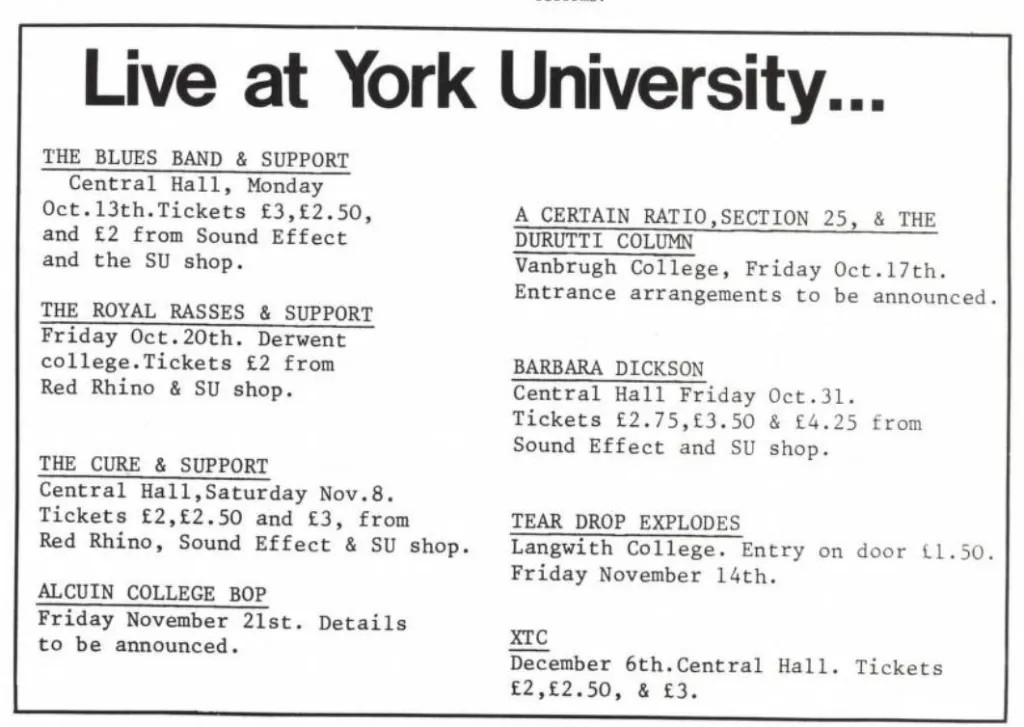 Live at York University...
THE BLUES BAND & SUPPORT
Central Hall, Monday
Oct.13th.Tickets £3,£2.50,
and £2 from Sound Effect
and the SU shop.
THE ROYAL RASSES & SUPPORT
Friday Oct.20th. Derwent
college.Tickets £2 from
Red Rhino & SU shop.
THE CURE & SUPPORT
Central Hall,Saturday Nov.8.
Tickets £2,£2.50 and £3, from
Red Rhino, Sound Effect & SU shop.
ALCUIN COLLEGE BOP
Friday November 21st. Details
to be announced.
A CERTAIN RATIO,SECTION 25, & THE
DURUTTI COLUMN
Vanbrugh College, Friday Oct.17th.
Entrance arrangements to be announced.
BARBARA DICKSON
Central Hall Friday Oct.31.
Tickets £2.75,£3.50 & £4.25 from
Sound Effect and SU shop.
TEAR DROP EXPLODES
Langwith College. Entry on door £1.50.
Friday November 14th.
XTC
December 6th.Central Hall. Tickets
£2,£2.50, & £3.